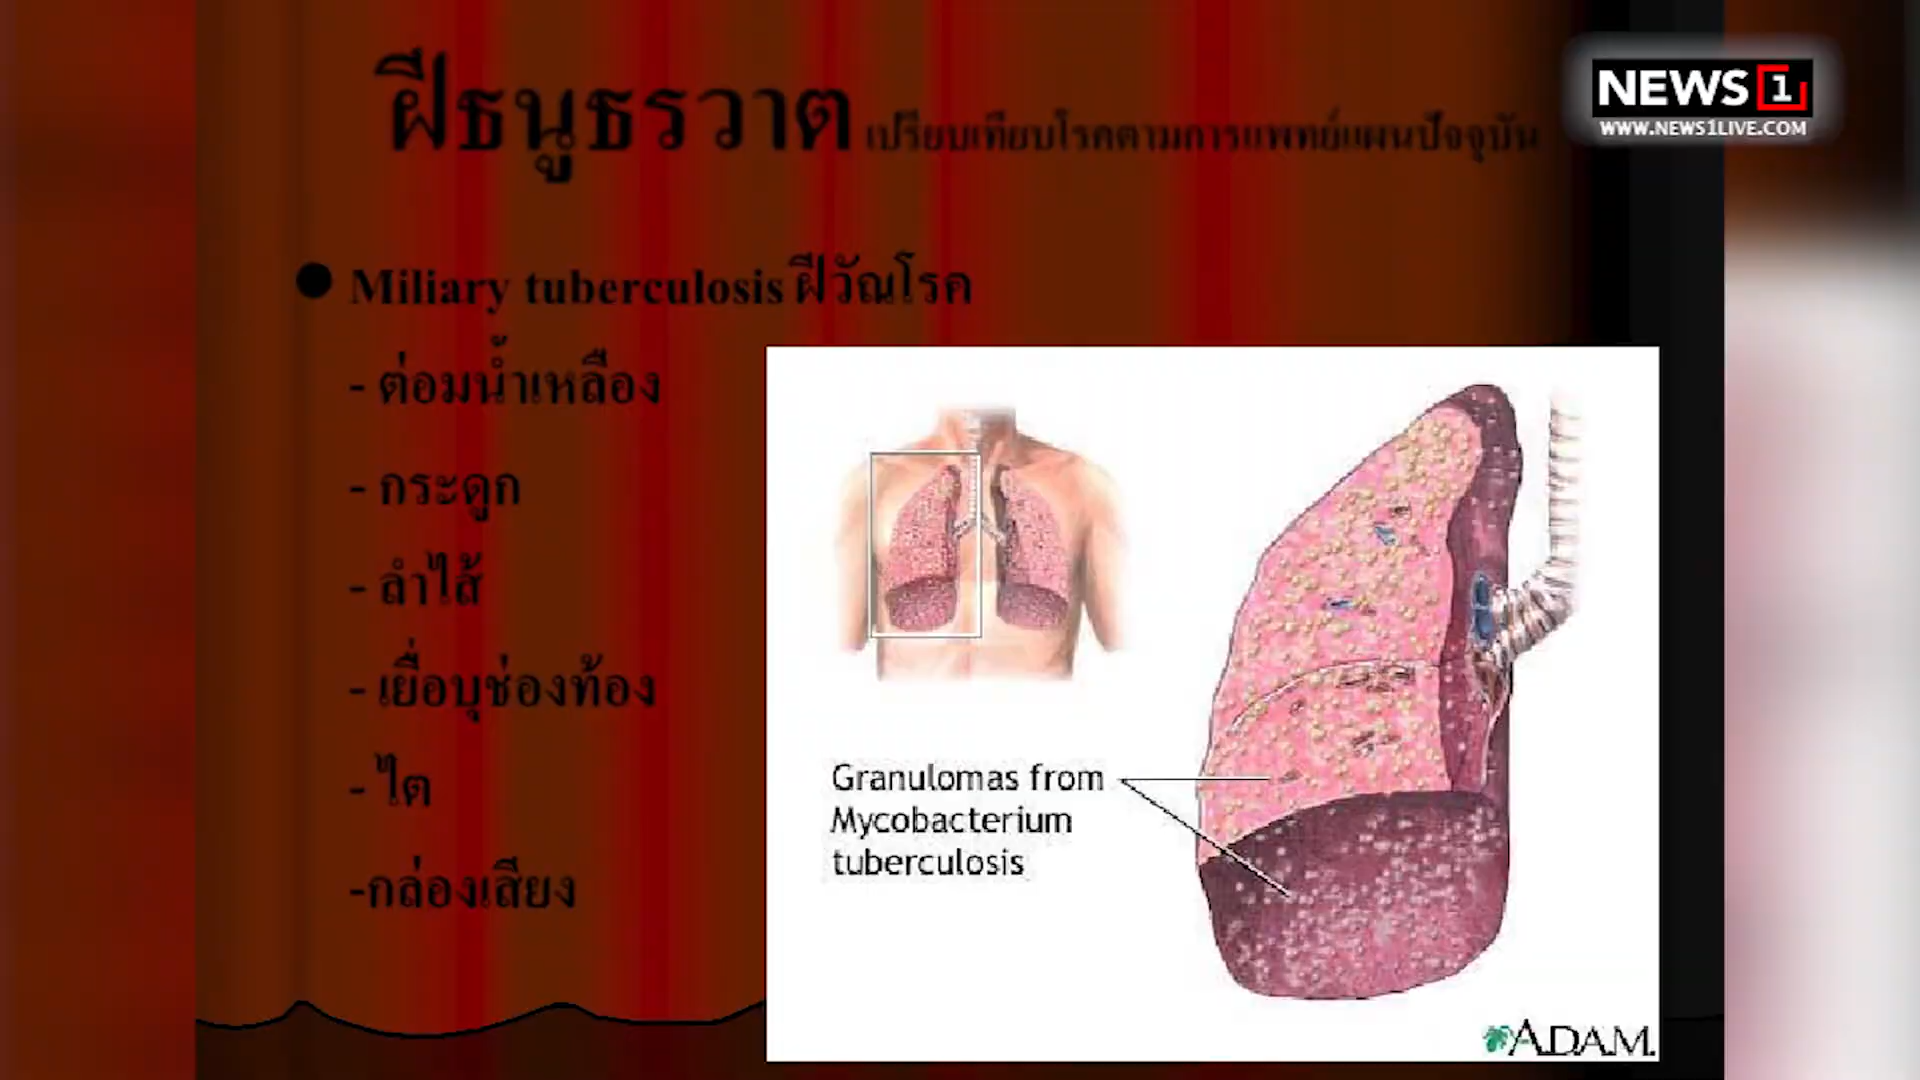 ฝีธนูธรวาต เปรียบเทียบโรคตามการแพทย์แผนปัจจุบัน
NEWS 1
WWW.NEWS1LIVE.COM
● Miliary tuberculosis ฝีวัณโรค
- ต่อมน้ำเหลือง
- กระดูก
- ลำไส้
- เยื่อบุช่องท้อง
- ไต
-กล่องเสียง
Granulomas from
Mycobacterium
tuberculosis
A.D.A.M.